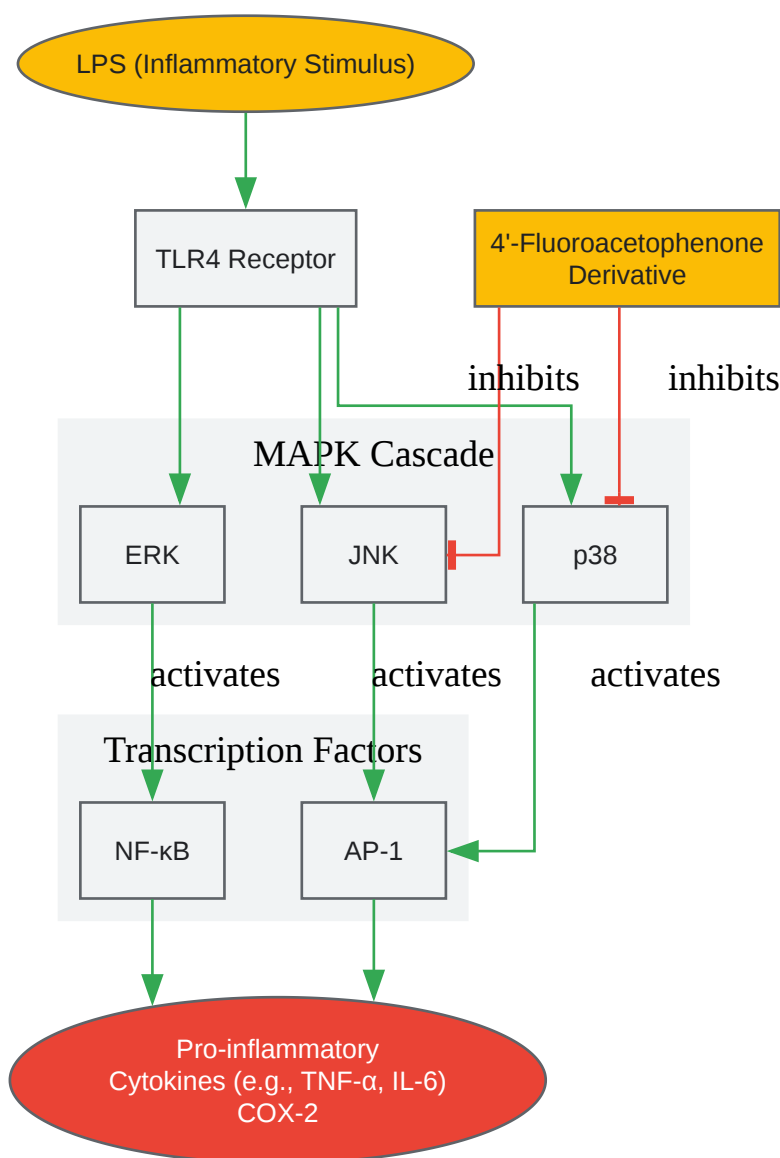 LPS (Inflammatory Stimulus)
TLR4 Receptor
4'-Fluoroacetophenone
Derivative
inhibits
inhibits
MAPK Cascade
ERK
JNK
p38
activates
activates
activates
Transcription Factors
NF-κB
AP-1
Pro-inflammatory
Cytokines (e.g., TNF-α, IL-6)
COX-2